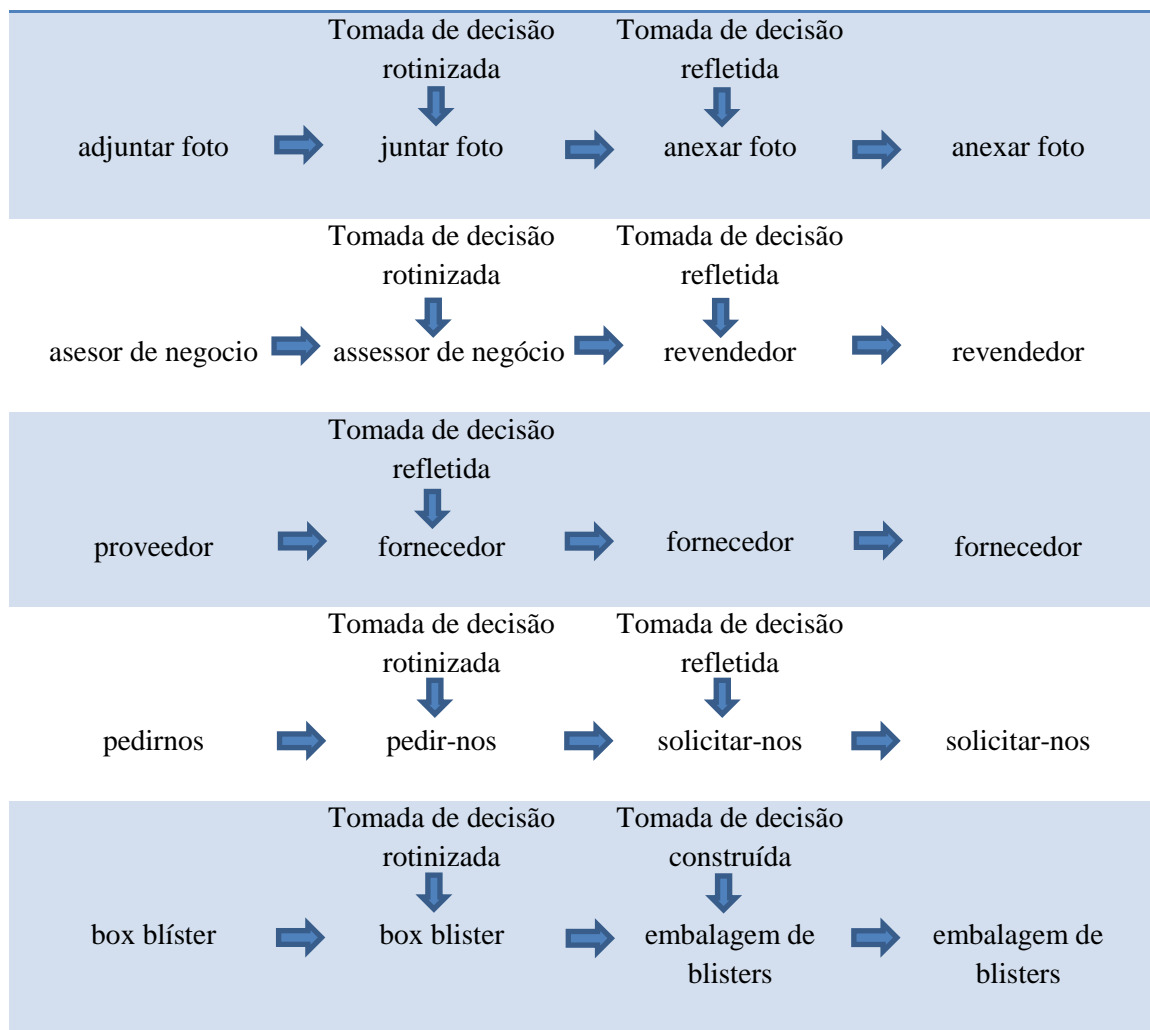 Tomada de decisão Tomada de decisão
rotinizada refletida
adjuntar foto juntar foto anexar foto anexar foto
Tomada de decisão Tomada de decisão
rotinizada refletida
asesor de negocio assessor de negócio revendedor revendedor
Tomada de decisão
refletida
proveedor fornecedor fornecedor fornecedor
Tomada de decisão Tomada de decisão
rotinizada refletida
pedirnos pedir-nos solicitar-nos solicitar-nos
Tomada de decisão Tomada de decisão
rotinizada construída
box blíster box blister embalagem de embalagem de
blisters blisters